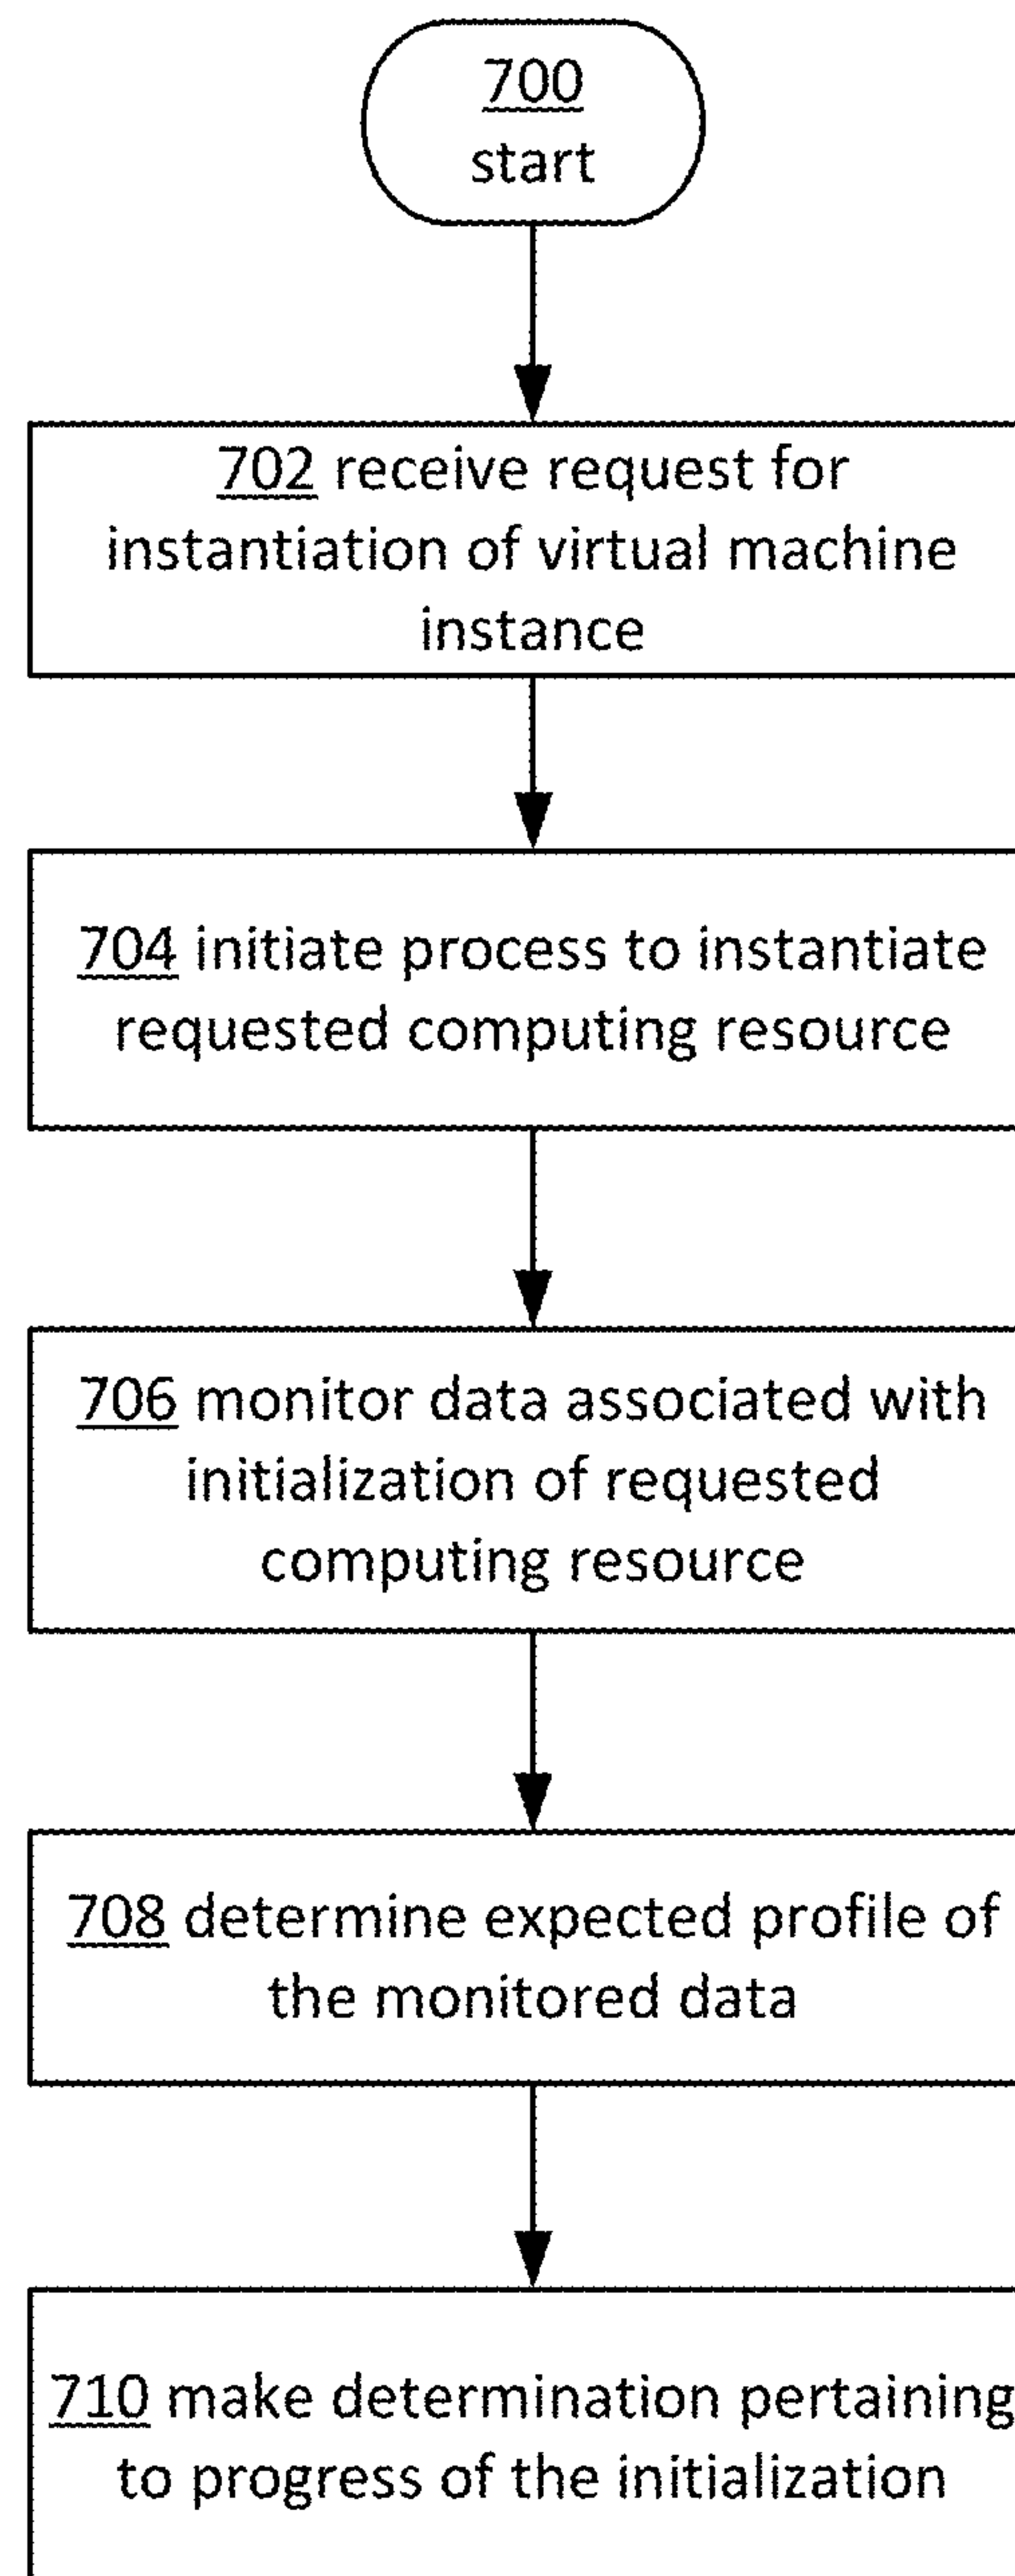 700
start
702 receive request for
instantiation of virtual machine
instance
704 initiate process to instantiate
requested computing resource
706 monitor data associated with
initialization of requested
computing resource
708 determine expected profile of
the monitored data
710 make determination pertaining
to progress of the initialization